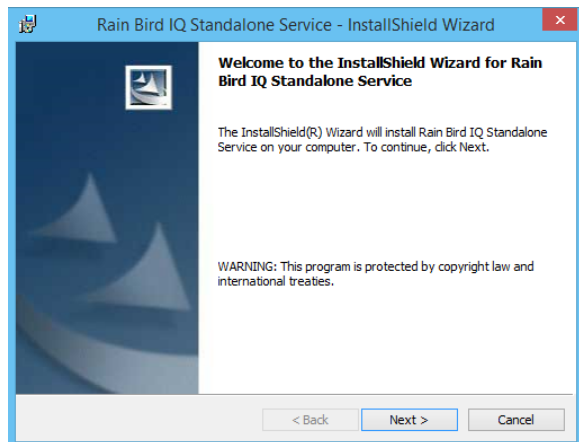 Rain Bird IQ Standalone Service - InstallShield Wizard
Welcome to the InstallShield Wizard for Rain
Bird IQ Standalone Service
The InstallShield(R) Wizard will install Rain Bird IQ Standalone
Service on your computer. To continue, click Next.
WARNING: This program is protected by copyright law and
international treaties.
< Back Next > Cancel